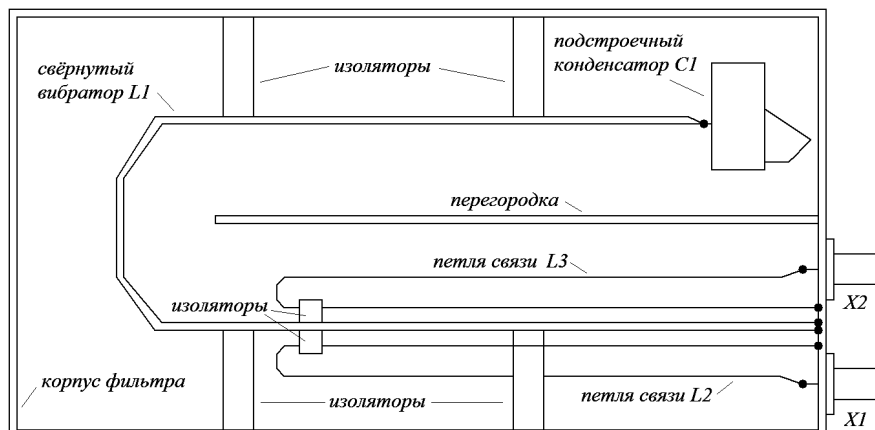 подстроечный
конденсатор C1
изоляторы
свёрнутый
вибратор L1
перегородка
петля связи L3
изоляторы
X2
корпус фильтра
изоляторы
петля связи L2
X1